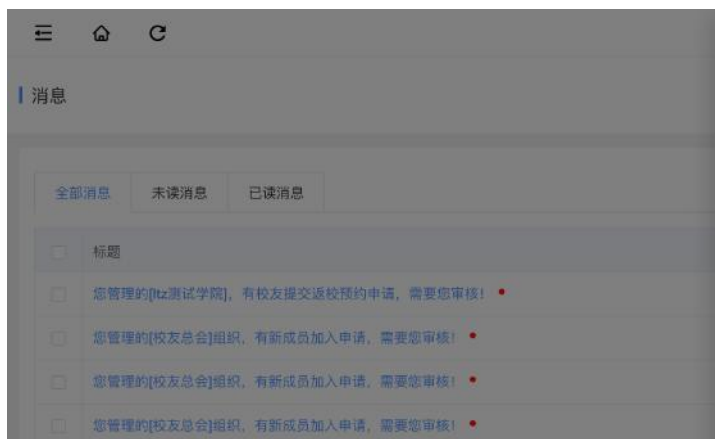 消息
全部消息 未读消息 已读消息
标题
您管理的[ltz测试学院]，有校友提交返校预约申请，需要您审核！
您管理的[校友总会]组织，有新成员加入申请，需要您审核！
您管理的[校友总会]组织，有新成员加入申请，需要您审核！
您管理的[校友总会]组织，有新成员加入申请，需要您审核！